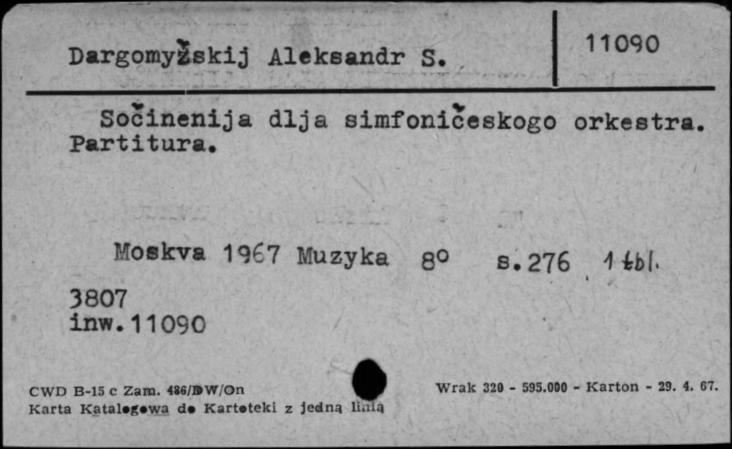 Dargomyžskij Aleksandr S.
11090
Sočinenija dlja simfoničeskogo orkestra.
Partitura.
Moskva 1967 Muzyka 8° s.276 1 tbl.
3807
inw.11090
CWD B-15 c Zam. 486/DW/On
Wrak 320 - 595.000 - Karton - 29. 4. 67.
Karta Katalogowa do Kartoteki z jedną linią